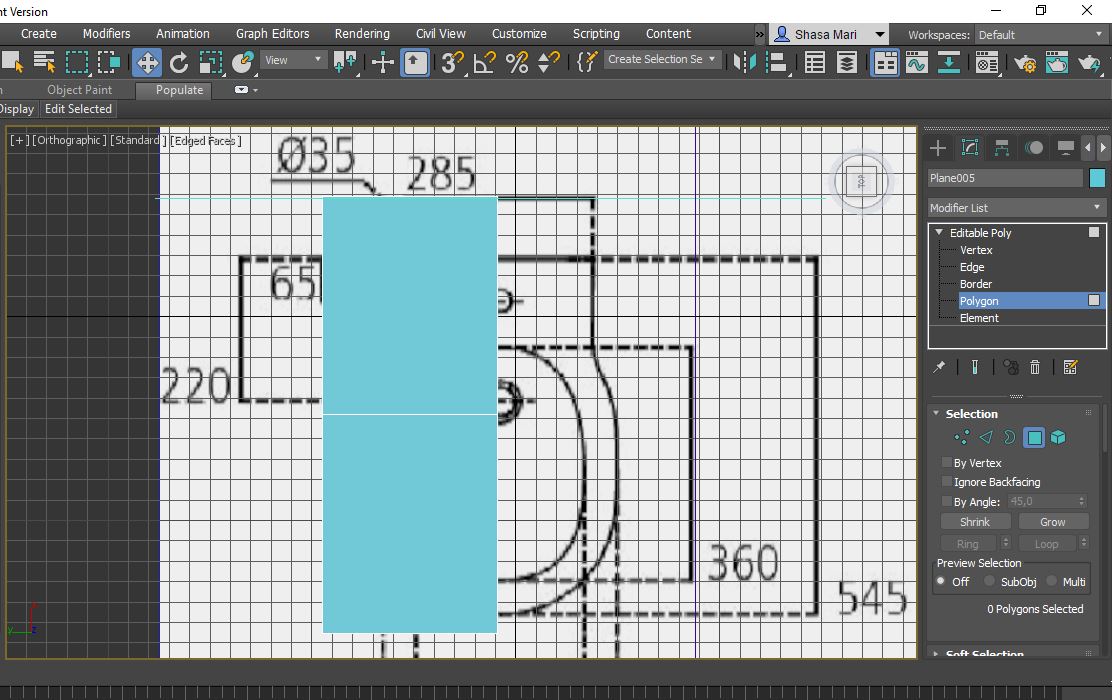 nt Version
Create Modifiers Animation Graph Editors Rendering Civil View Customize Scripting Content » Shasa Mari Workspaces: Default
View Create Selection Se
Object Paint Populate
Display Edit Selected
[+] [Orthographic] [Standard] [Edged Faces]
Ø35
285
65
220
360
545
TOP
y z
Plane005
Modifier List
Editable Poly
Vertex
Edge
Border
Polygon
Element
Selection
By Vertex
Ignore Backfacing
By Angle: 45,0
Shrink Grow
Ring Loop
Preview Selection
Off SubObj Multi
0 Polygons Selected
Soft Selection